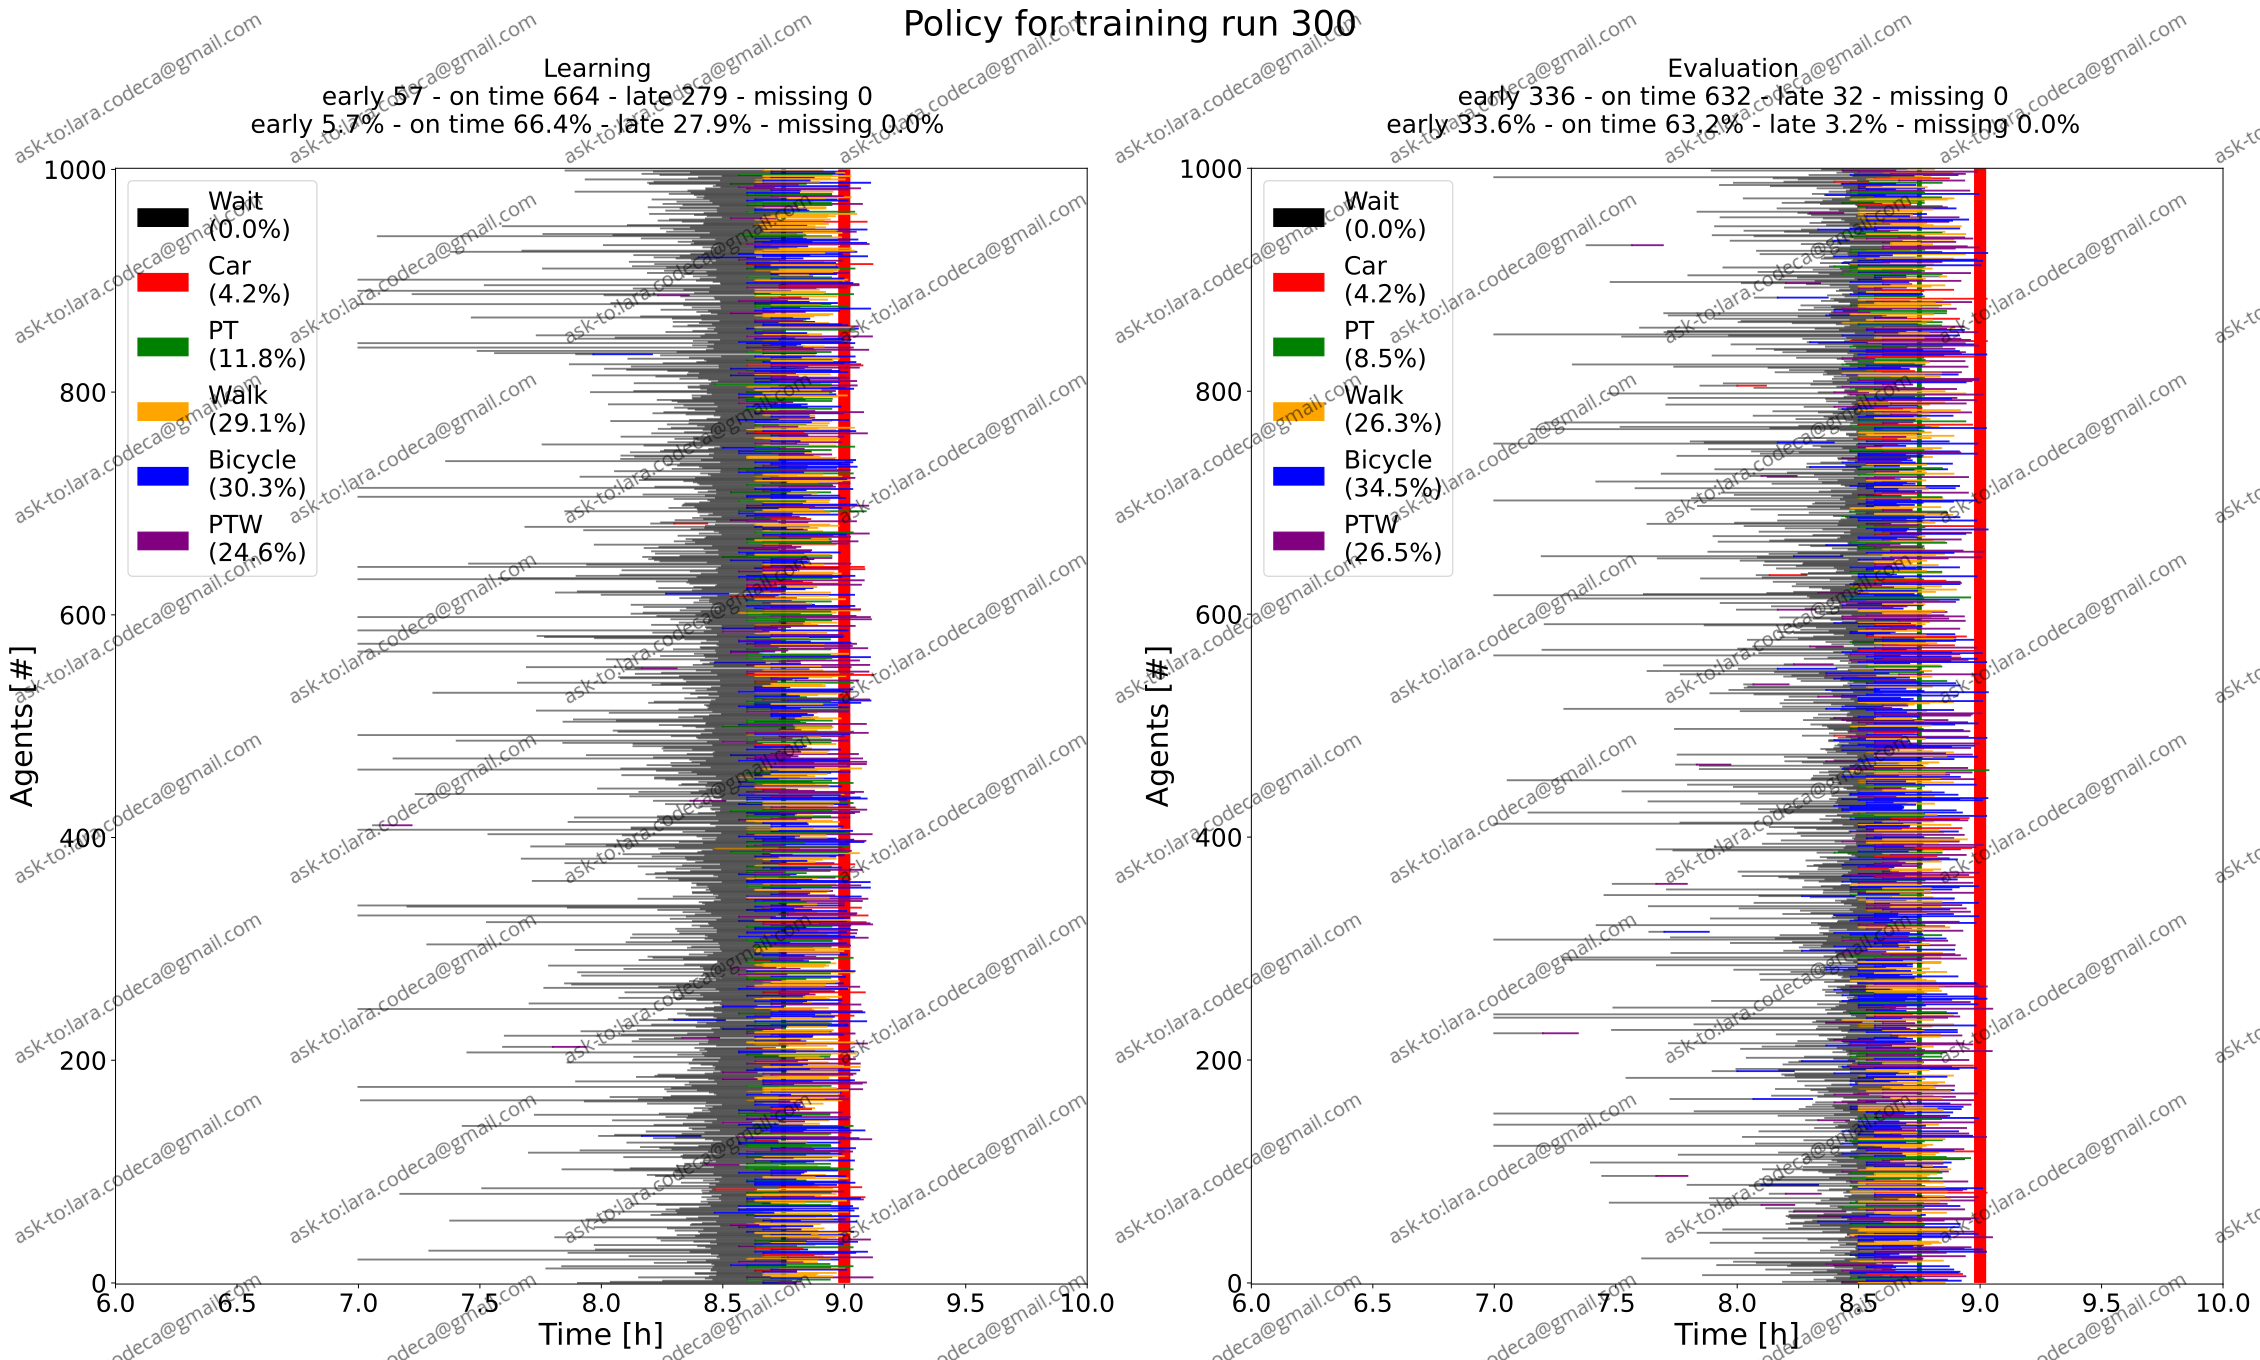 Policy for training run 300
Learning
early 57 - on time 664 - late 279 - missing 0
early 5.7% - on time 66.4% - late 27.9% - missing 0.0%
1000
800
600
400
200
0
Agents [#]
Wait
(0.0%)
Car
(4.2%)
PT
(11.8%)
Walk
(29.1%)
Bicycle
(30.3%)
PTW
(24.6%)
6.0 6.5 7.0 7.5 8.0 8.5 9.0 9.5 10.0
Time [h]
Evaluation
early 336 - on time 632 - late 32 - missing 0
early 33.6% - on time 63.2% - late 3.2% - missing 0.0%
1000
800
600
400
200
0
Agents [#]
Wait
(0.0%)
Car
(4.2%)
PT
(8.5%)
Walk
(26.3%)
Bicycle
(34.5%)
PTW
(26.5%)
6.0 6.5 7.0 7.5 8.0 8.5 9.0 9.5 10.0
Time [h]
ask-to:lara.codeca@gmail.com